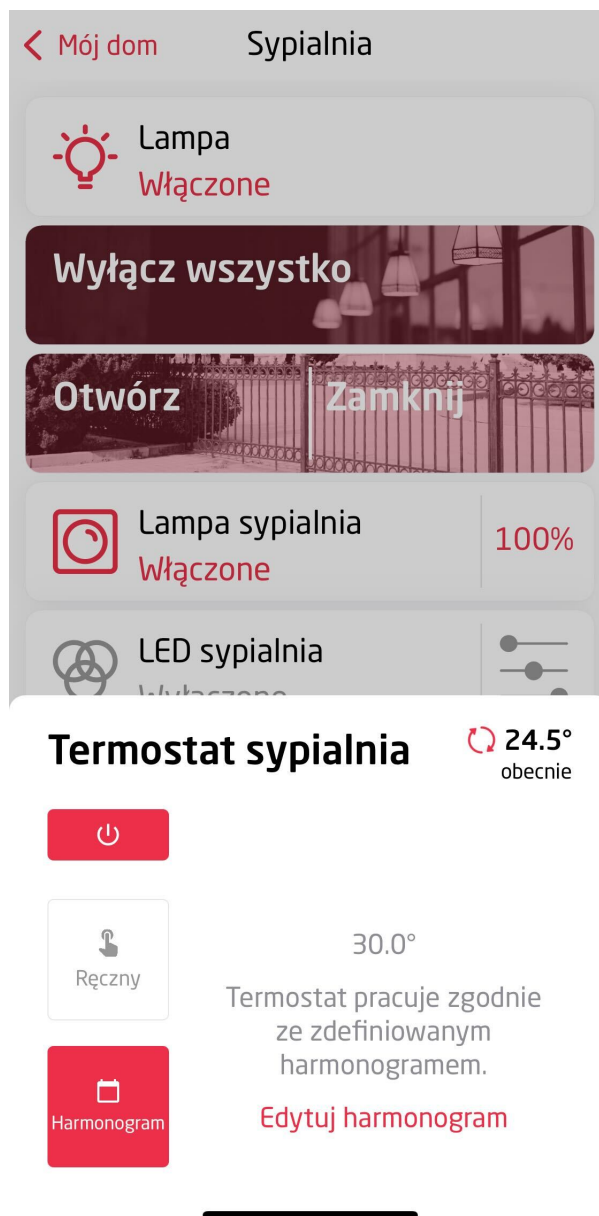 Mój dom
Sypialnia
Lampa
Włączone
Wyłącz wszystko
Otwórz
Zamknij
Lampa sypialnia
Włączone
100%
LED sypialnia
Wyłączone
Termostat sypialnia
24.5°
obecnie
Ręczny
30.0°
Termostat pracuje zgodnie
ze zdefiniowanym
harmonogramem.
Harmonogram
Edytuj harmonogram